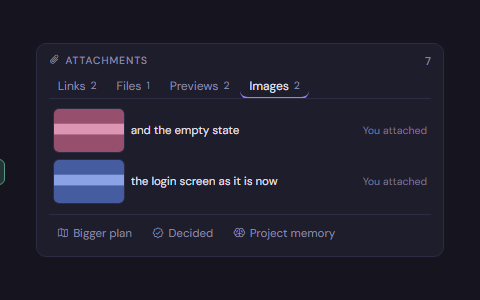 ATTACHMENTS 7
Links 2 Files 1 Previews 2 Images 2
and the empty state You attached
the login screen as it is now You attached
Bigger plan Decided Project memory